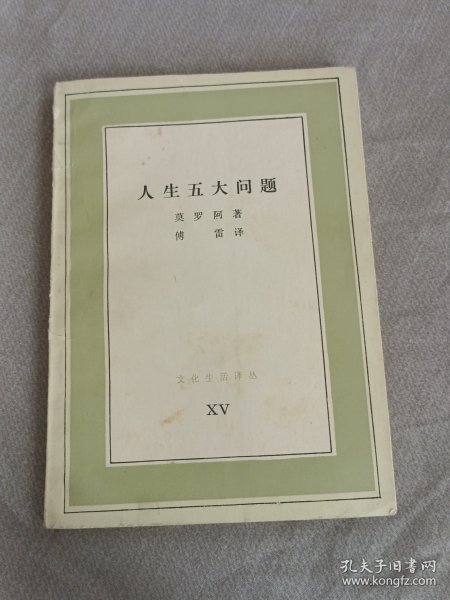 人生五大问题
莫罗阿著
傅雷译
文化生活译丛
XV
孔夫子旧书网
www.kongfz.com